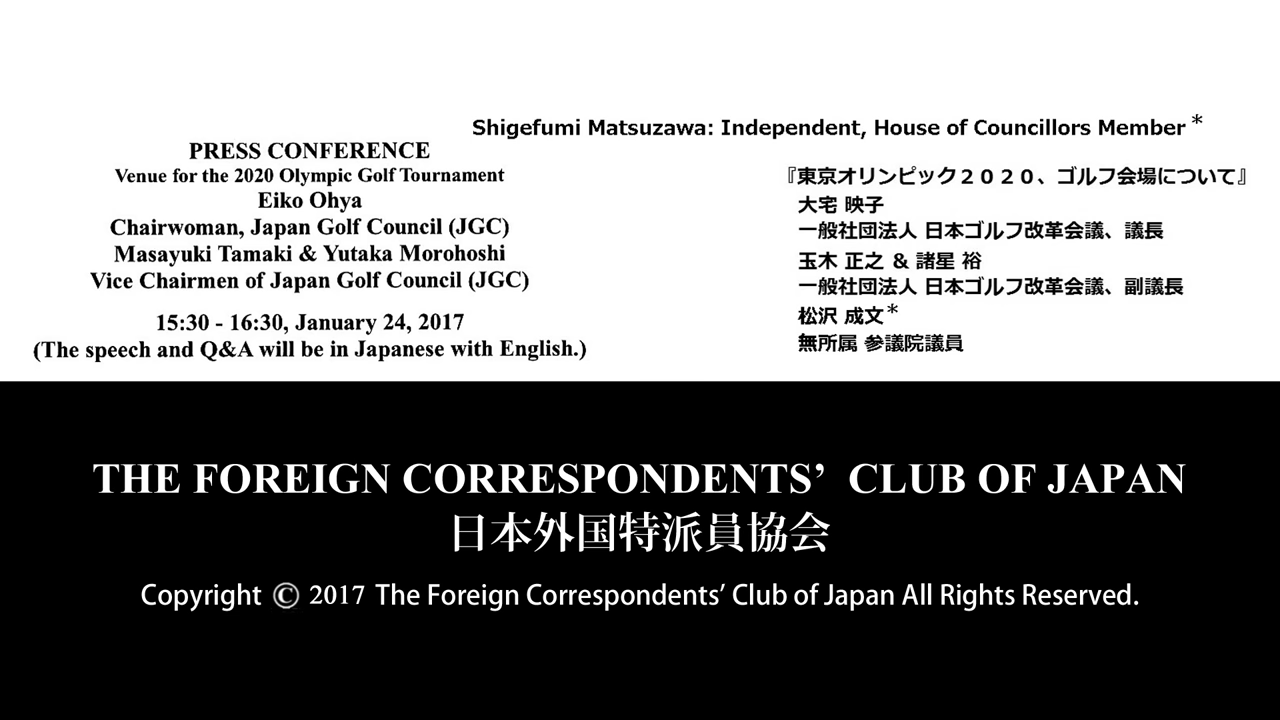 Shigefumi Matsuzawa: Independent, House of Councillors Member*
PRESS CONFERENCE
Venue for the 2020 Olympic Golf Tournament
Eiko Ohya
Chairwoman, Japan Golf Council (JGC)
Masayuki Tamaki & Yutaka Morohoshi
Vice Chairmen of Japan Golf Council (JGC)
15:30 - 16:30, January 24, 2017
(The speech and Q&A will be in Japanese with English.)
『東京オリンピック２０２０、ゴルフ会場について』
大宅 映子
一般社団法人 日本ゴルフ改革会議、議長
玉木 正之 & 諸星 裕
一般社団法人 日本ゴルフ改革会議、副議長
松沢 成文*
無所属 参議院議員
THE FOREIGN CORRESPONDENTS’ CLUB OF JAPAN
日本外国特派員協会
Copyright © 2017 The Foreign Correspondents’ Club of Japan All Rights Reserved.